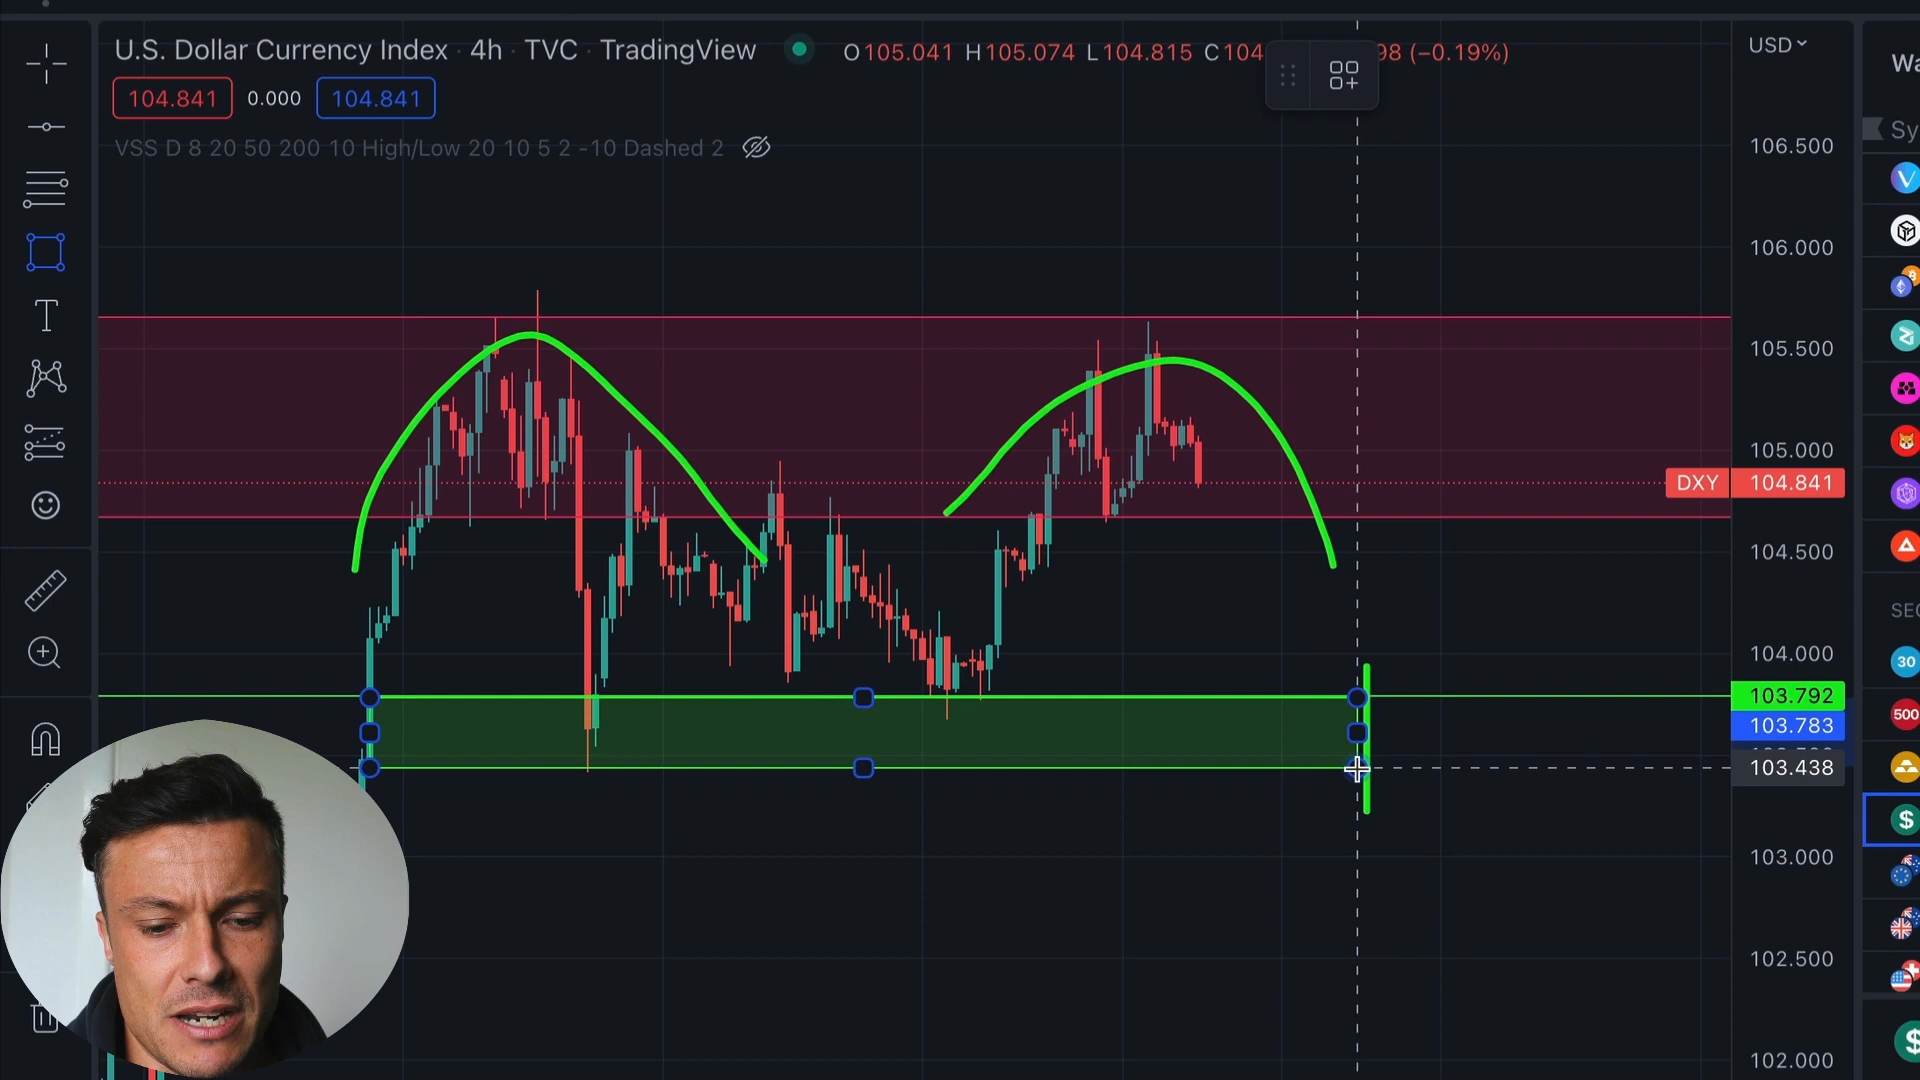 U.S. Dollar Currency Index · 4h · TVC · TradingView
O105.041 H105.074 L104.815 C104
98 (−0.19%)
USD
Wa
104.841 0.000 104.841
VSS D 8 20 50 200 10 High/Low 20 10 5 2 -10 Dashed 2
Sy
106.500
106.000
105.500
105.000
DXY 104.841
104.500
104.000
103.792
103.783
103.438
103.000
102.500
102.000
SEC
30
500